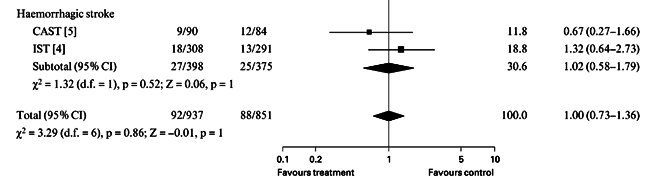 Haemorrhagic stroke
CAST [5] 9/90 12/84 11.8 0.67 (0.27–1.66)
IST [4] 18/308 13/291 18.8 1.32 (0.64–2.73)
Subtotal (95% CI) 27/398 25/375 30.6 1.02 (0.58–1.79)
χ² = 1.32 (d.f. = 1), p = 0.52; Z = 0.06, p = 1
Total (95% CI) 92/937 88/851 100.0 1.00 (0.73–1.36)
χ² = 3.29 (d.f. = 6), p = 0.86; Z = –0.01, p = 1
0.1 0.2 1 5 10
Favours treatment Favours control